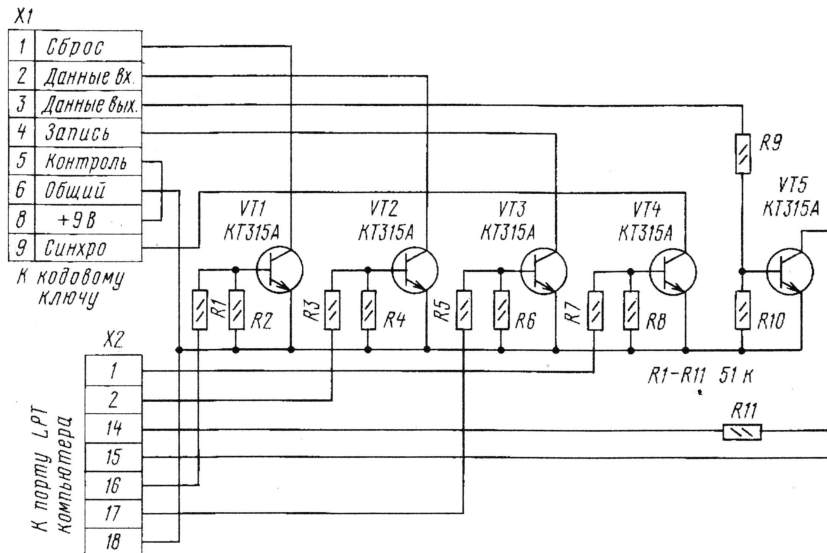 X1
1 Сброс
2 Данные вх.
3 Данные вых.
4 Запись
5 Контроль
6 Общий
8 +9 В
9 Синхро
К кодовому
ключу
VT1
КТ315А
VT2
КТ315А
VT3
КТ315А
VT4
КТ315А
VT5
КТ315А
R9
R1
R2
R3
R4
R5
R6
R7
R8
R10
R1-R11 51 к
R11
X2
1
2
14
15
16
17
18
К порту LPT
компьютера